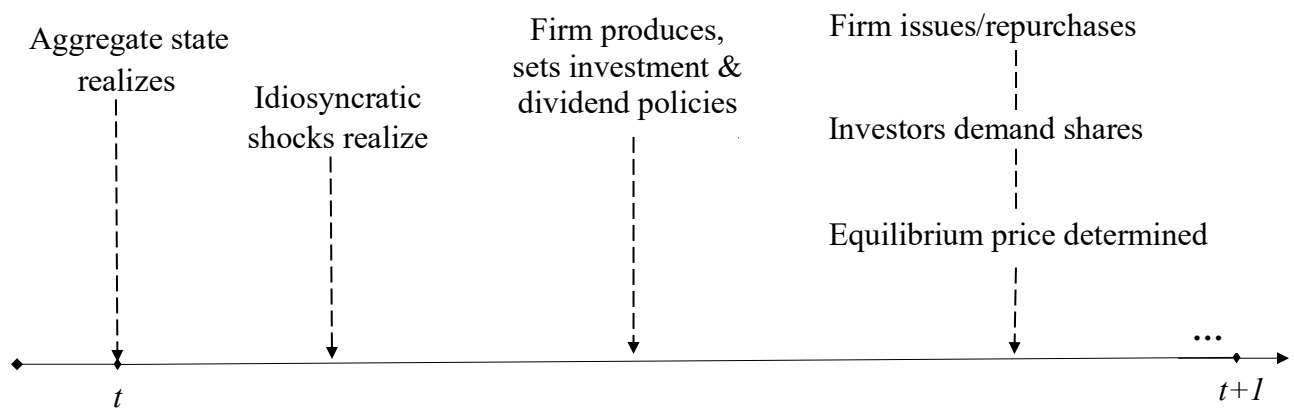 Aggregate state
realizes
Idiosyncratic
shocks realize
Firm produces,
sets investment &
dividend policies
Firm issues/repurchases
Investors demand shares
Equilibrium price determined
...
t
t+1